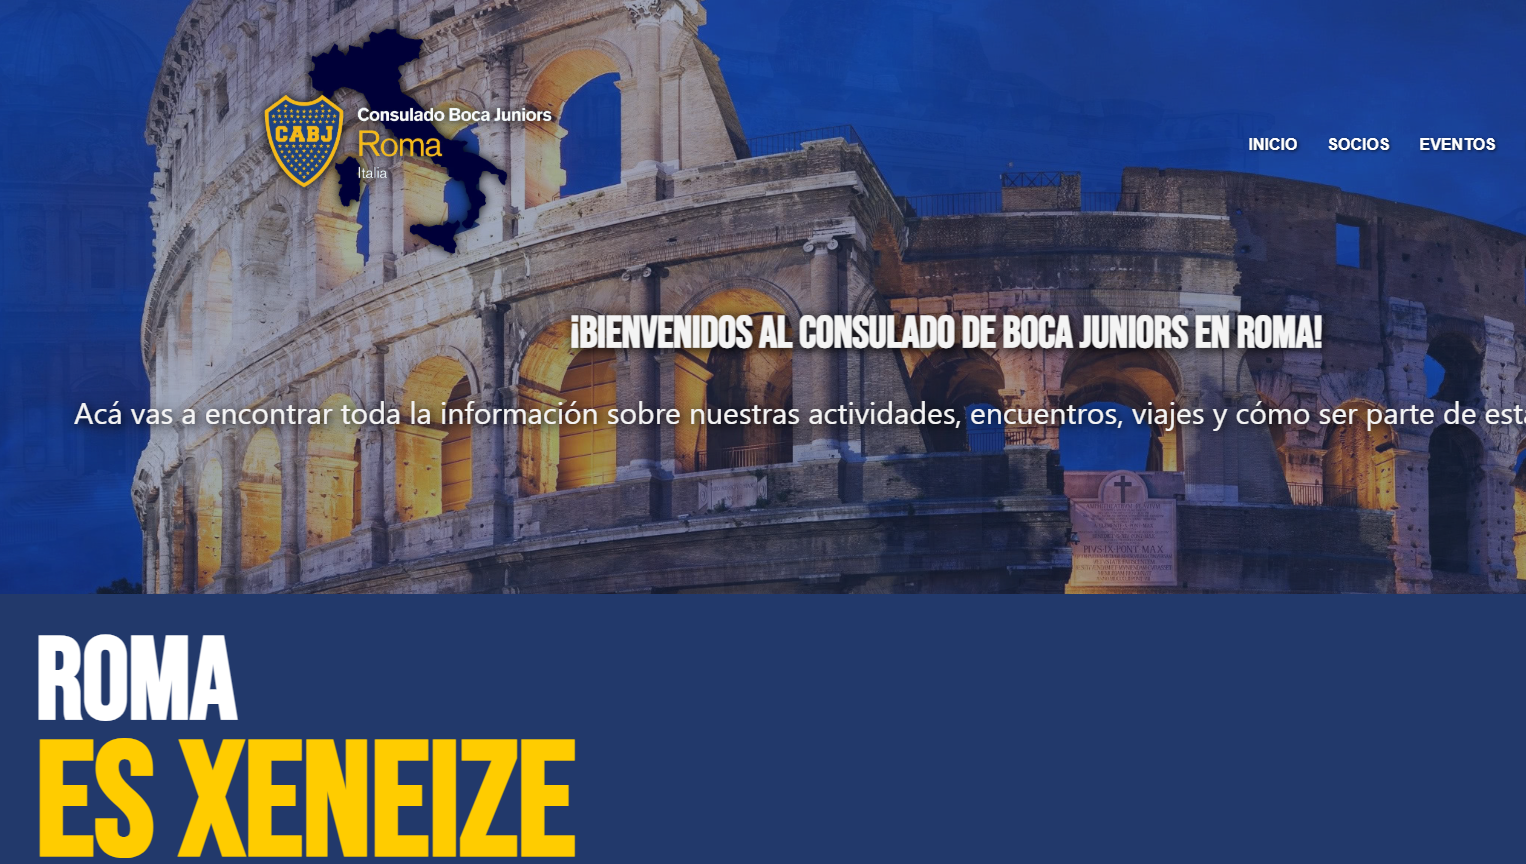 CABJ
Consulado Boca Juniors
Roma
Italia
INICIO SOCIOS EVENTOS
¡BIENVENIDOS AL CONSULADO DE BOCA JUNIORS EN ROMA!
Acá vas a encontrar toda la información sobre nuestras actividades, encuentros, viajes y cómo ser parte de est
PIVS·IX·PONT·MAX
ROMA
ES XENEIZE